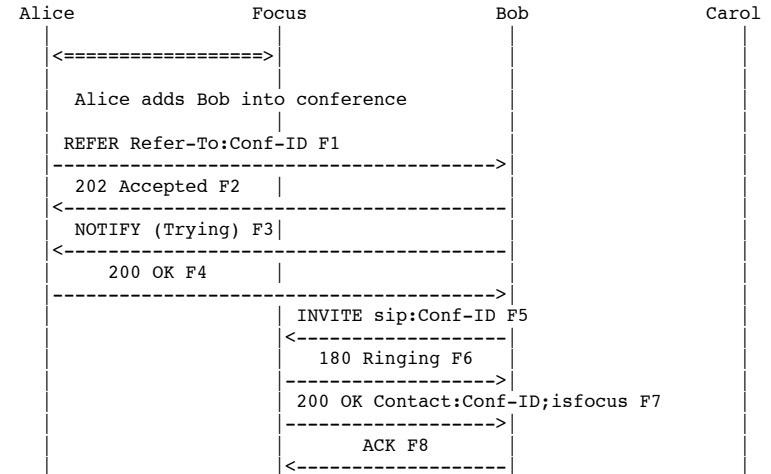 Alice Focus Bob Carol
<==================>
Alice adds Bob into conference
REFER Refer-To:Conf-ID F1
---------------------------------------->
202 Accepted F2
<----------------------------------------
NOTIFY (Trying) F3
<----------------------------------------
200 OK F4
---------------------------------------->
INVITE sip:Conf-ID F5
<-------------------
180 Ringing F6
------------------->
200 OK Contact:Conf-ID;isfocus F7
------------------->
ACK F8
<-------------------